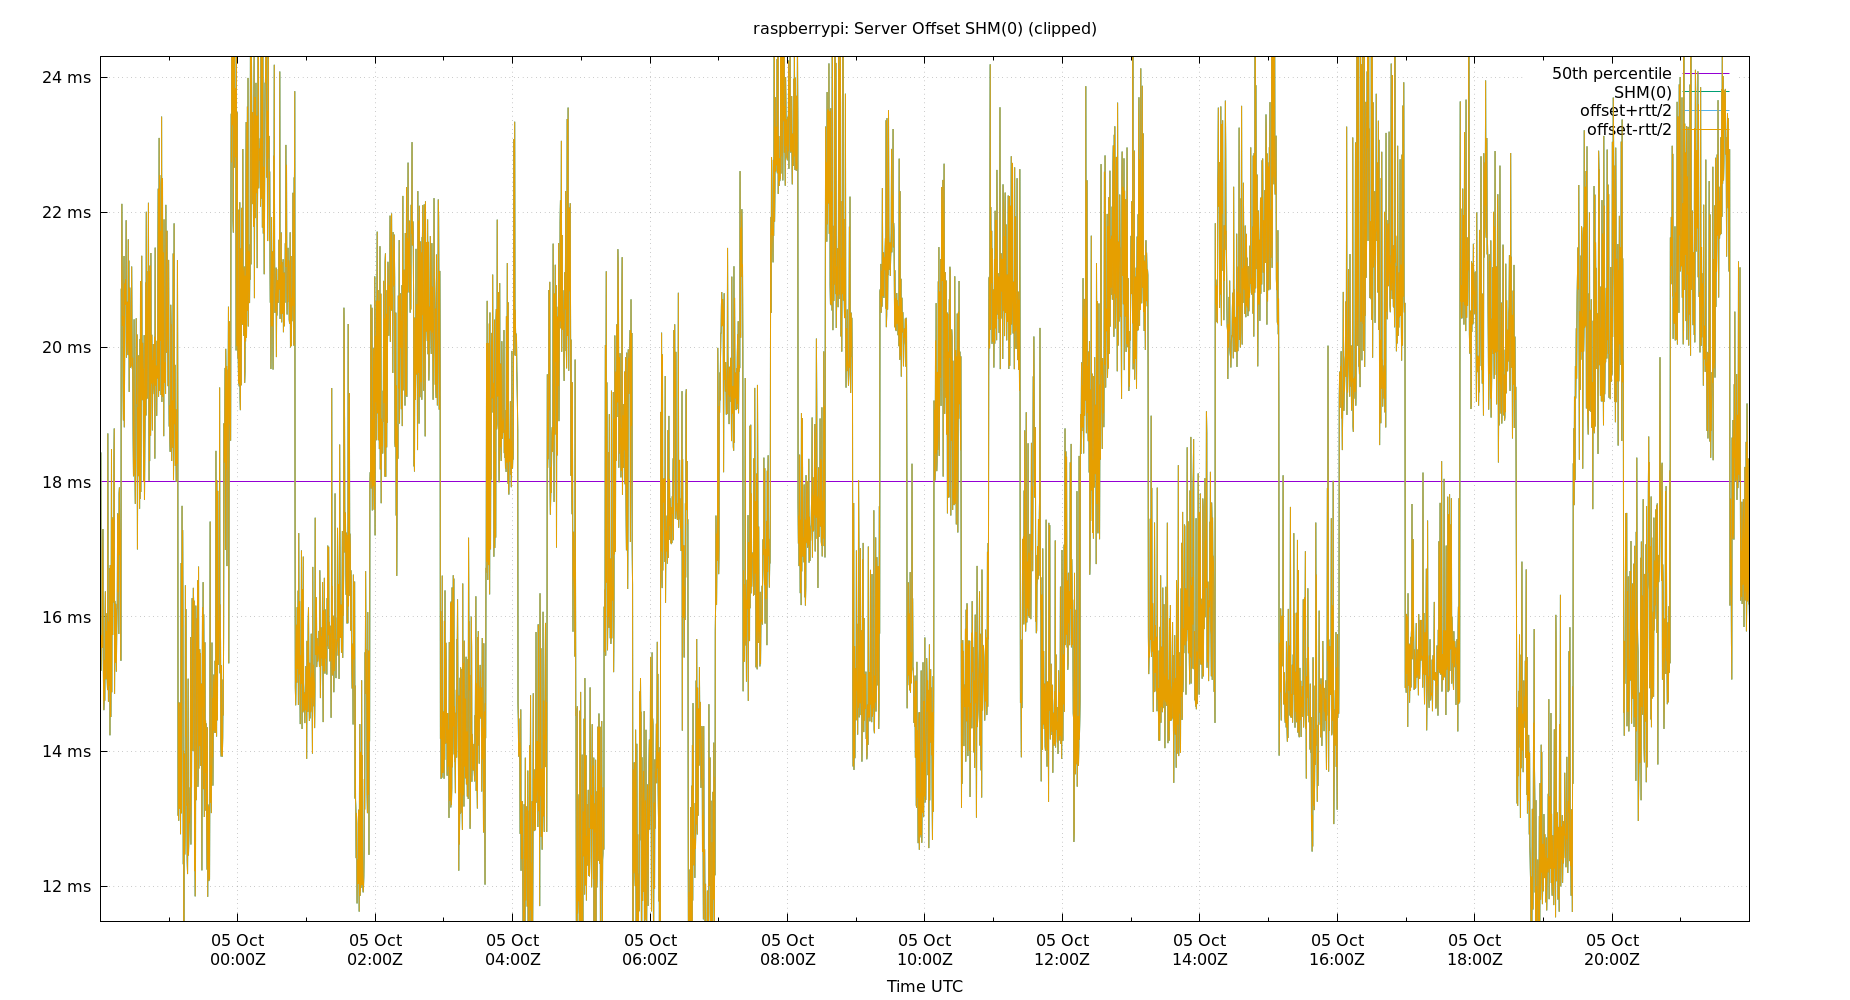 raspberrypi: Server Offset SHM(0) (clipped)
24 ms
22 ms
20 ms
18 ms
16 ms
14 ms
12 ms
50th percentile
SHM(0)
offset+rtt/2
offset-rtt/2
05 Oct 05 Oct 05 Oct 05 Oct 05 Oct 05 Oct 05 Oct 05 Oct 05 Oct 05 Oct 05 Oct
00:00Z 02:00Z 04:00Z 06:00Z 08:00Z 10:00Z 12:00Z 14:00Z 16:00Z 18:00Z 20:00Z
Time UTC